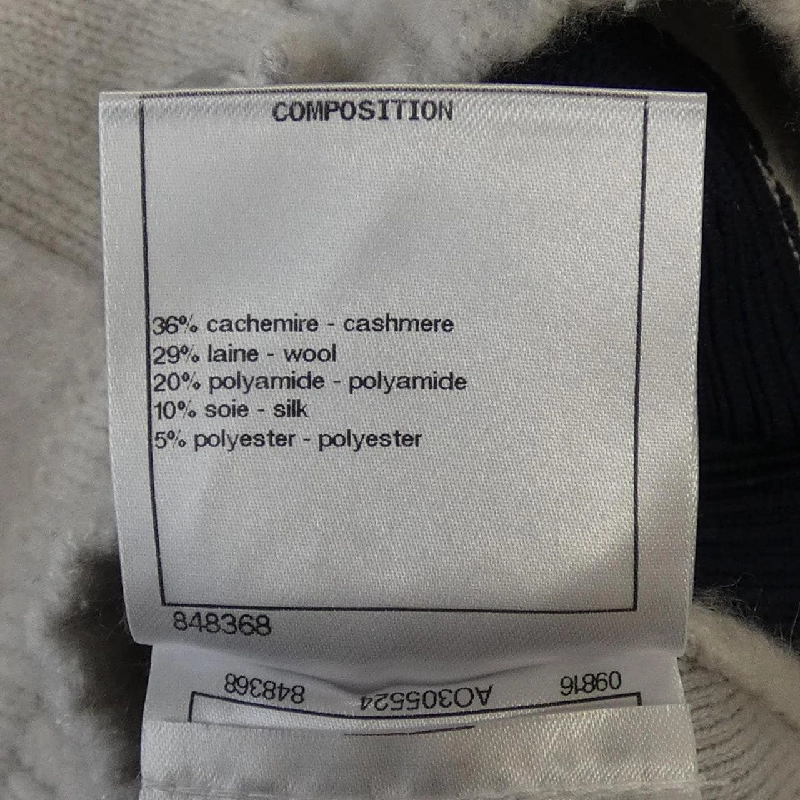 COMPOSITION
36% cachemire - cashmere
29% laine - wool
20% polyamide - polyamide
10% soie - silk
5% polyester - polyester
848368
09816 AO305524 848368